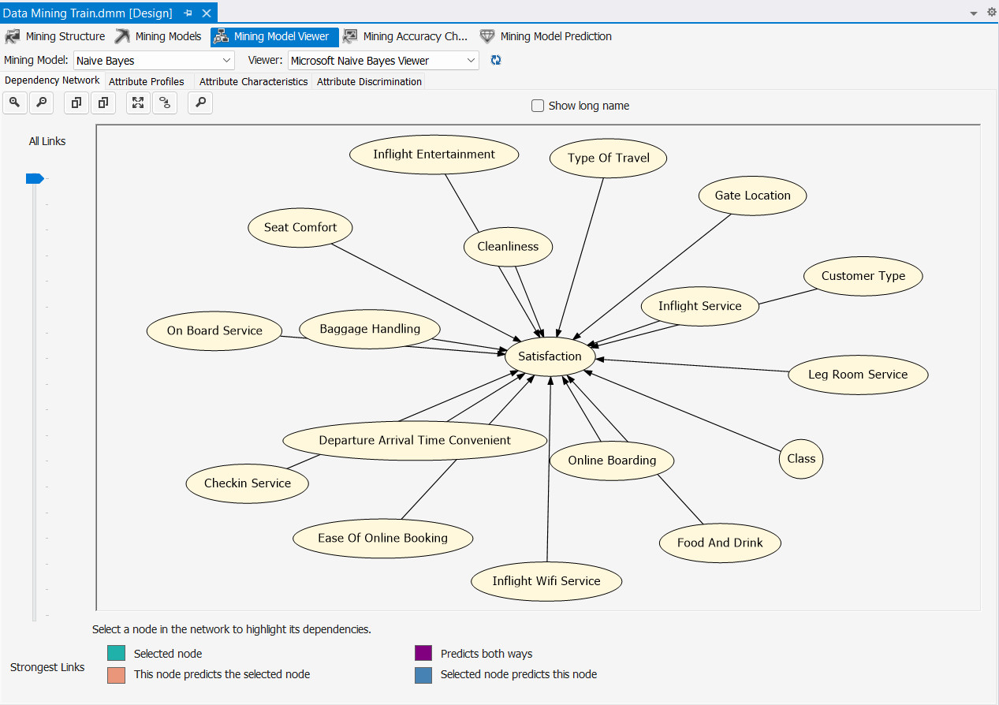 Data Mining Train.dmm [Design]
Mining Structure Mining Models Mining Model Viewer Mining Accuracy Ch... Mining Model Prediction
Mining Model: Naive Bayes Viewer: Microsoft Naive Bayes Viewer
Dependency Network Attribute Profiles Attribute Characteristics Attribute Discrimination
Show long name
All Links
Inflight Entertainment
Type Of Travel
Gate Location
Seat Comfort
Cleanliness
Customer Type
Inflight Service
On Board Service
Baggage Handling
Satisfaction
Leg Room Service
Departure Arrival Time Convenient
Online Boarding
Class
Checkin Service
Ease Of Online Booking
Food And Drink
Inflight Wifi Service
Select a node in the network to highlight its dependencies.
Selected node Predicts both ways
Strongest Links
This node predicts the selected node Selected node predicts this node